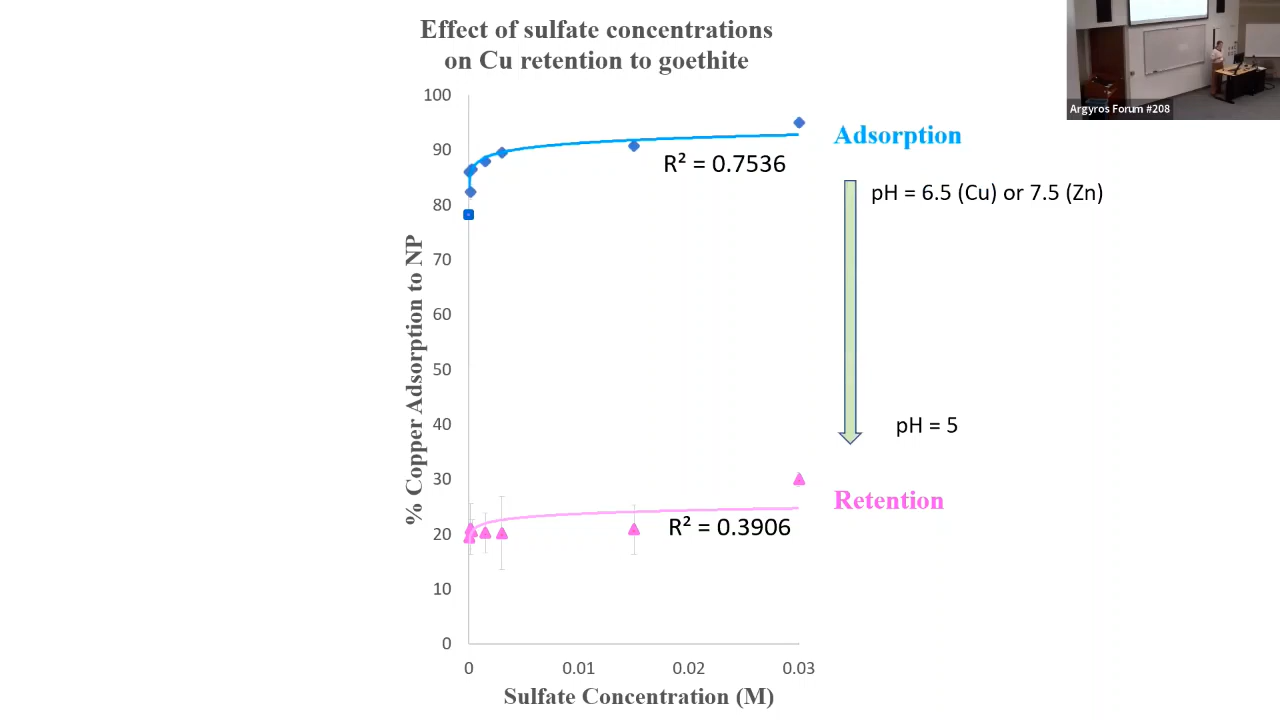 Effect of sulfate concentrations
on Cu retention to goethite
% Copper Adsorption to NP
100
90
80
70
60
50
40
30
20
10
0
0
0.01
0.02
0.03
Sulfate Concentration (M)
R² = 0.7536
R² = 0.3906
Adsorption
pH = 6.5 (Cu) or 7.5 (Zn)
pH = 5
Retention
Argyros Forum #208